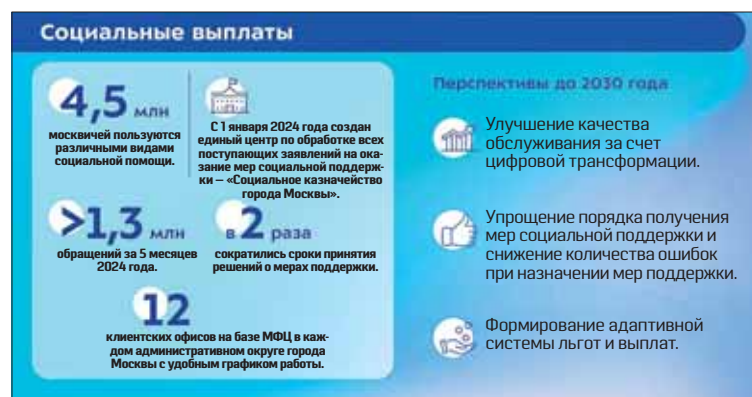 Социальные выплаты
4,5 млн
москвичей пользуются
различными видами
социальной помощи.
С 1 января 2024 года создан
единый центр по обработке всех
поступающих заявлений на ока-
зание мер социальной поддерж-
ки – «Социальное казначейство
города Москвы».
>1,3 млн
обращений за 5 месяцев
2024 года.
в 2 раза
сократились сроки принятия
решений о мерах поддержки.
12
клиентских офисов на базе МФЦ в каж-
дом административном округе города
Москвы с удобным графиком работы.
Перспективы до 2030 года
Улучшение качества
обслуживания за счет
цифровой трансформации.
Упрощение порядка получения
мер социальной поддержки и
снижение количества ошибок
при назначении мер поддержки.
Формирование адаптивной
системы льгот и выплат.